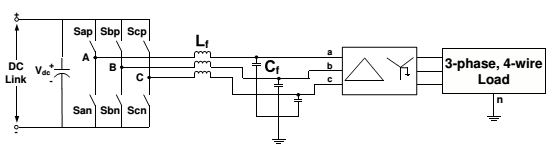 +
Sap Sbp Scp
DC
Link
Vdc
+
-
A
B
C
Lf
Cf
a
b
c
San Sbn Scn
-
3-phase, 4-wire
Load
n